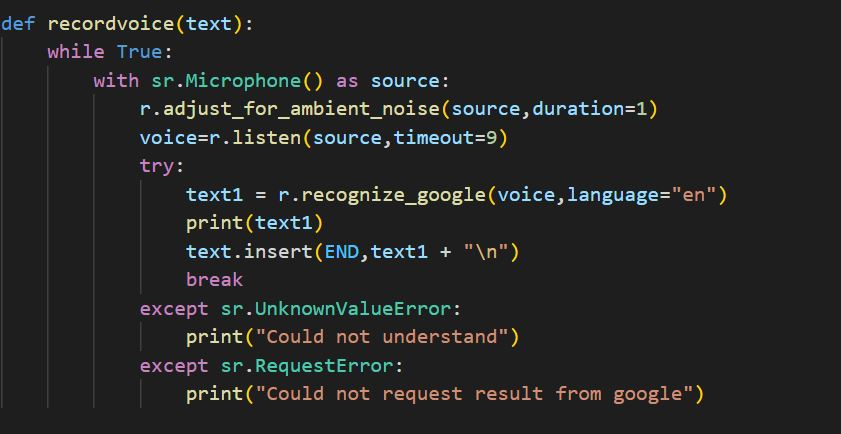 def recordvoice(text):
    while True:
        with sr.Microphone() as source:
            r.adjust_for_ambient_noise(source,duration=1)
            voice=r.listen(source,timeout=9)
            try:
                text1 = r.recognize_google(voice,language="en")
                print(text1)
                text.insert(END,text1 + "\n")
                break
            except sr.UnknownValueError:
                print("Could not understand")
            except sr.RequestError:
                print("Could not request result from google")